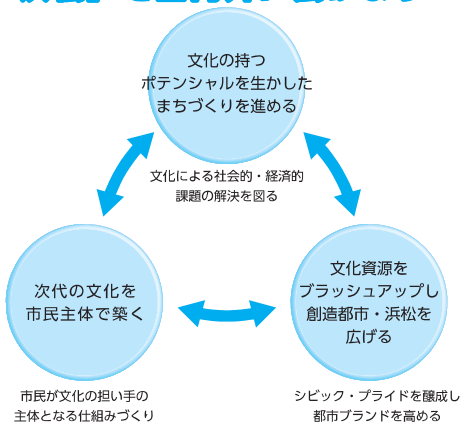 文化の持つ
ポテンシャルを生かした
まちづくりを進める
文化による社会的・経済的
課題の解決を図る
次代の文化を
市民主体で築く
文化資源を
ブラッシュアップし
創造都市・浜松を
広げる
市民が文化の担い手の
主体となる仕組みづくり
シビック・プライドを醸成し
都市ブランドを高める